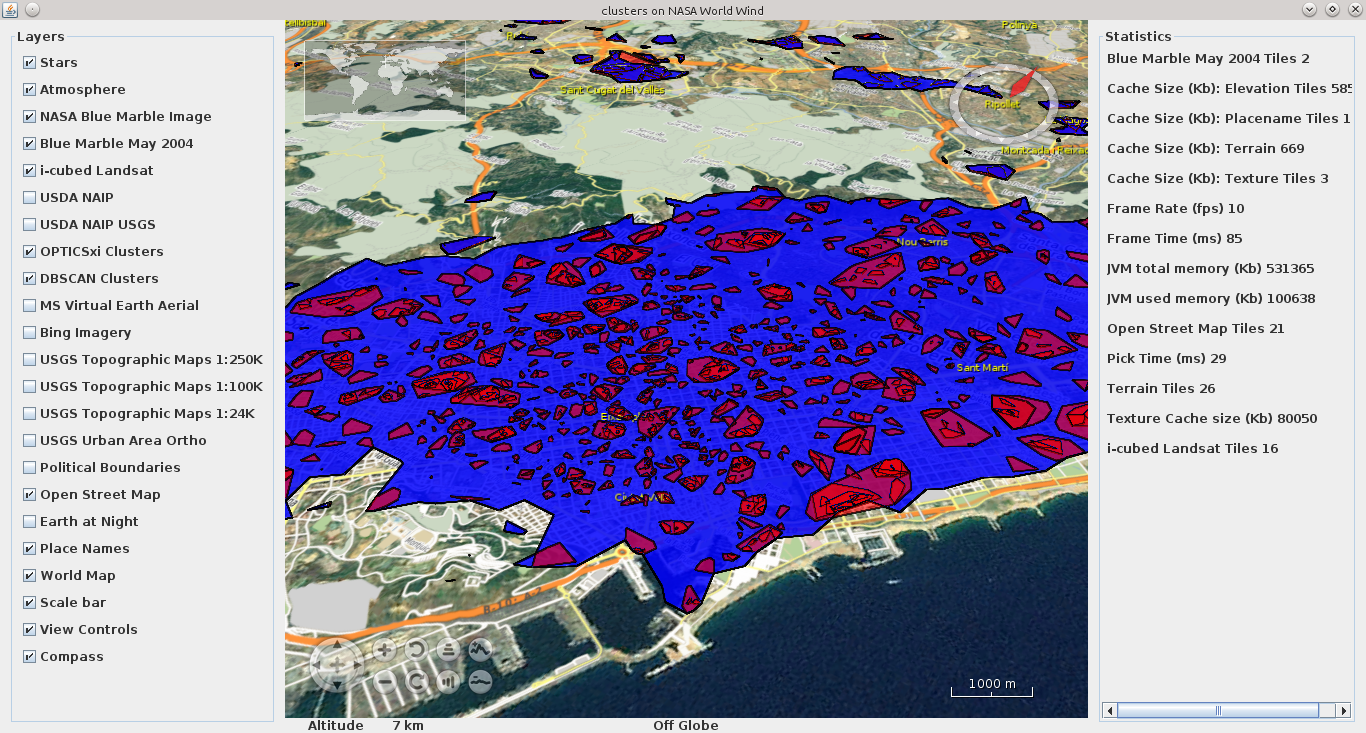 clusters on NASA World Wind
Layers
Stars
Atmosphere
NASA Blue Marble Image
Blue Marble May 2004
i-cubed Landsat
USDA NAIP
USDA NAIP USGS
OPTICSxi Clusters
DBSCAN Clusters
MS Virtual Earth Aerial
Bing Imagery
USGS Topographic Maps 1:250K
USGS Topographic Maps 1:100K
USGS Topographic Maps 1:24K
USGS Urban Area Ortho
Political Boundaries
Open Street Map
Earth at Night
Place Names
World Map
Scale bar
View Controls
Compass
Polinya
Sant Cugat del Valles
Ripollet
Nou Barris
Sant Marti
1000 m
Altitude 7 km
Off Globe
Statistics
Blue Marble May 2004 Tiles 2
Cache Size (Kb): Elevation Tiles 585
Cache Size (Kb): Placename Tiles 1
Cache Size (Kb): Terrain 669
Cache Size (Kb): Texture Tiles 3
Frame Rate (fps) 10
Frame Time (ms) 85
JVM total memory (Kb) 531365
JVM used memory (Kb) 100638
Open Street Map Tiles 21
Pick Time (ms) 29
Terrain Tiles 26
Texture Cache size (Kb) 80050
i-cubed Landsat Tiles 16